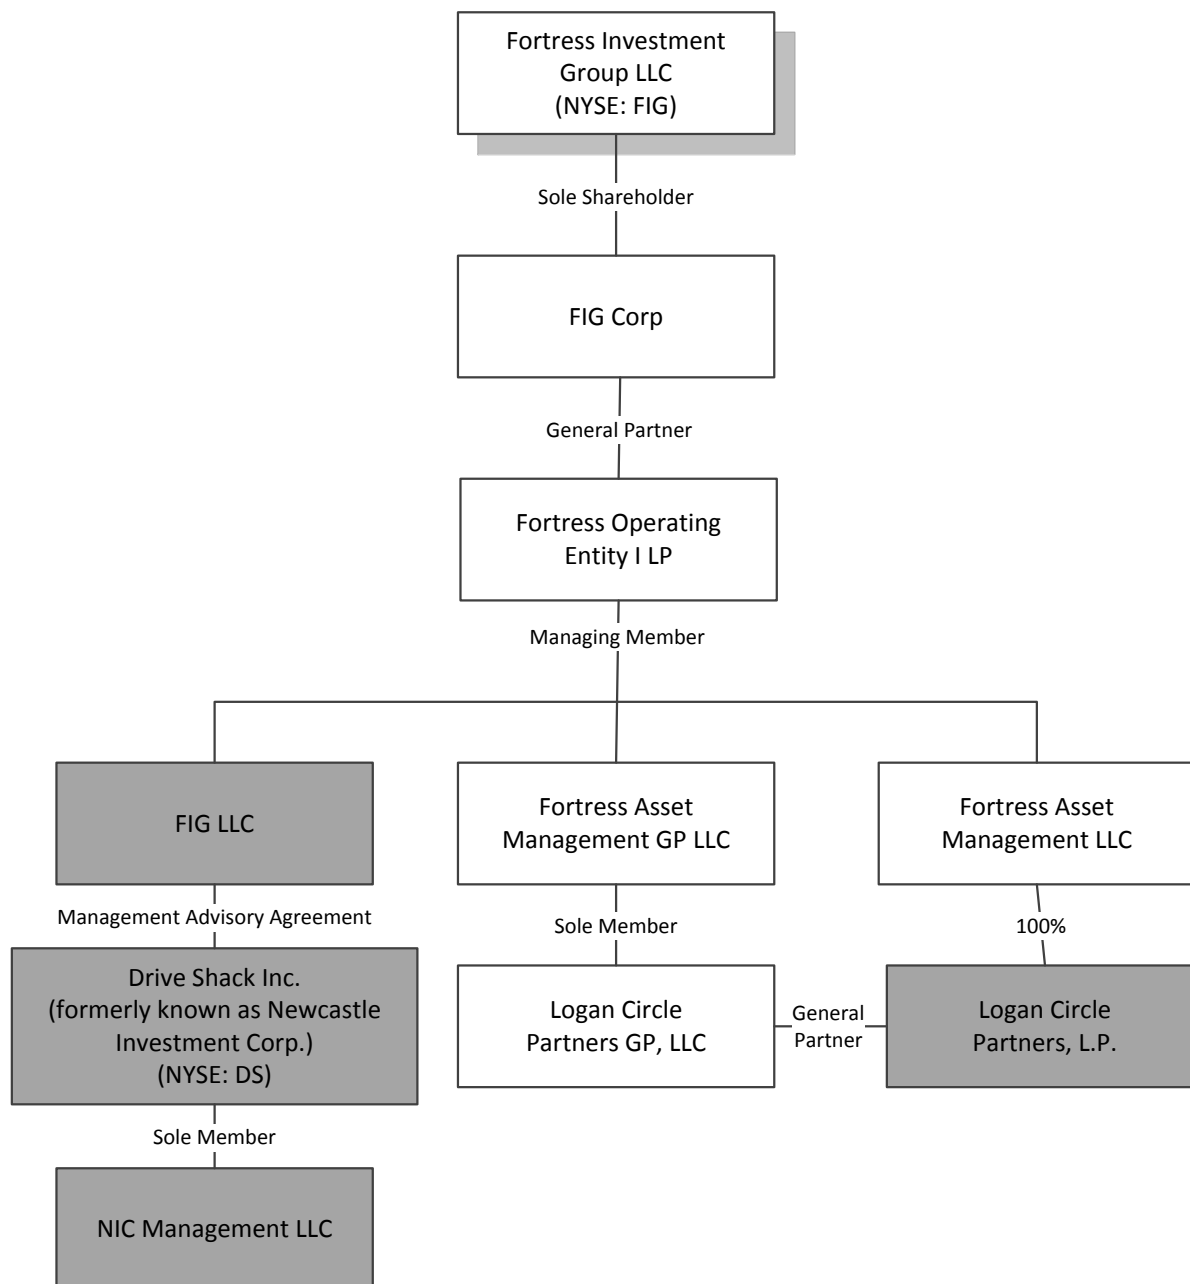 Fortress Investment
Group LLC
(NYSE: FIG)
Sole Shareholder
FIG Corp
General Partner
Fortress Operating
Entity I LP
Managing Member
FIG LLC
Fortress Asset
Management GP LLC
Fortress Asset
Management LLC
Management Advisory Agreement
Sole Member
100%
Drive Shack Inc.
(formerly known as Newcastle
Investment Corp.)
(NYSE: DS)
Logan Circle
Partners GP, LLC
General
Partner
Logan Circle
Partners, L.P.
Sole Member
NIC Management LLC